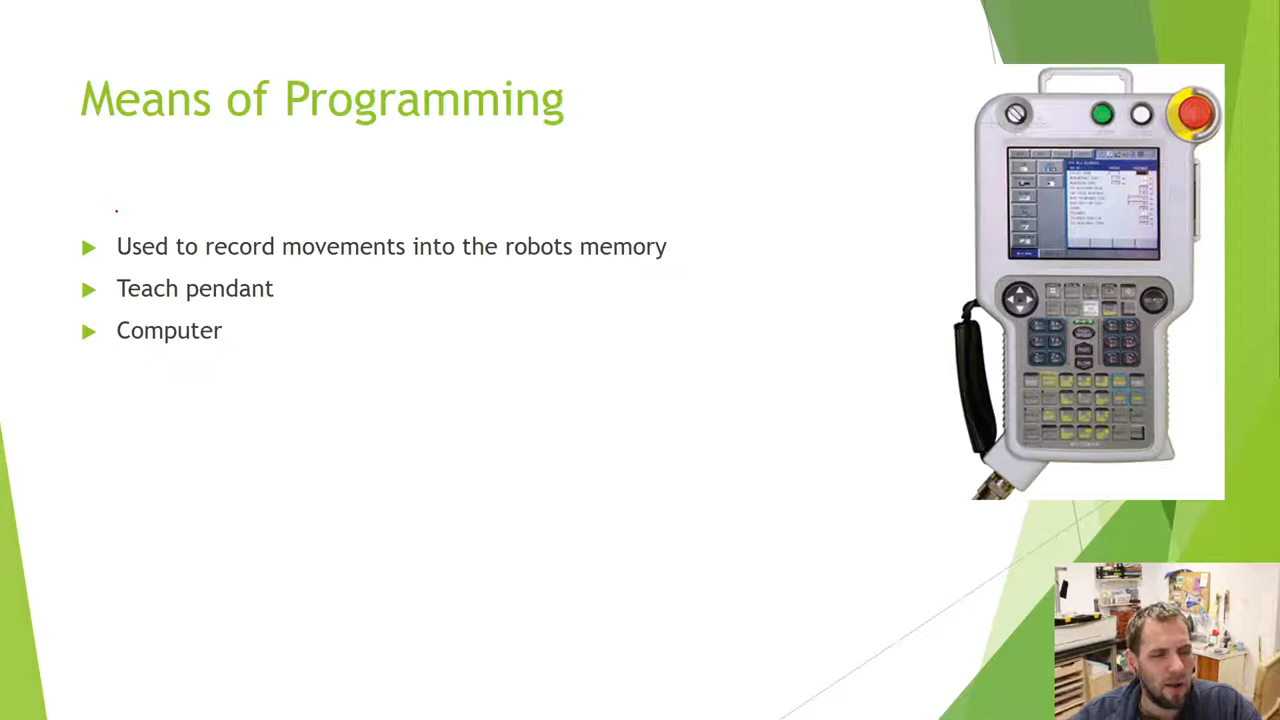 Means of Programming
Used to record movements into the robots memory
Teach pendant
Computer